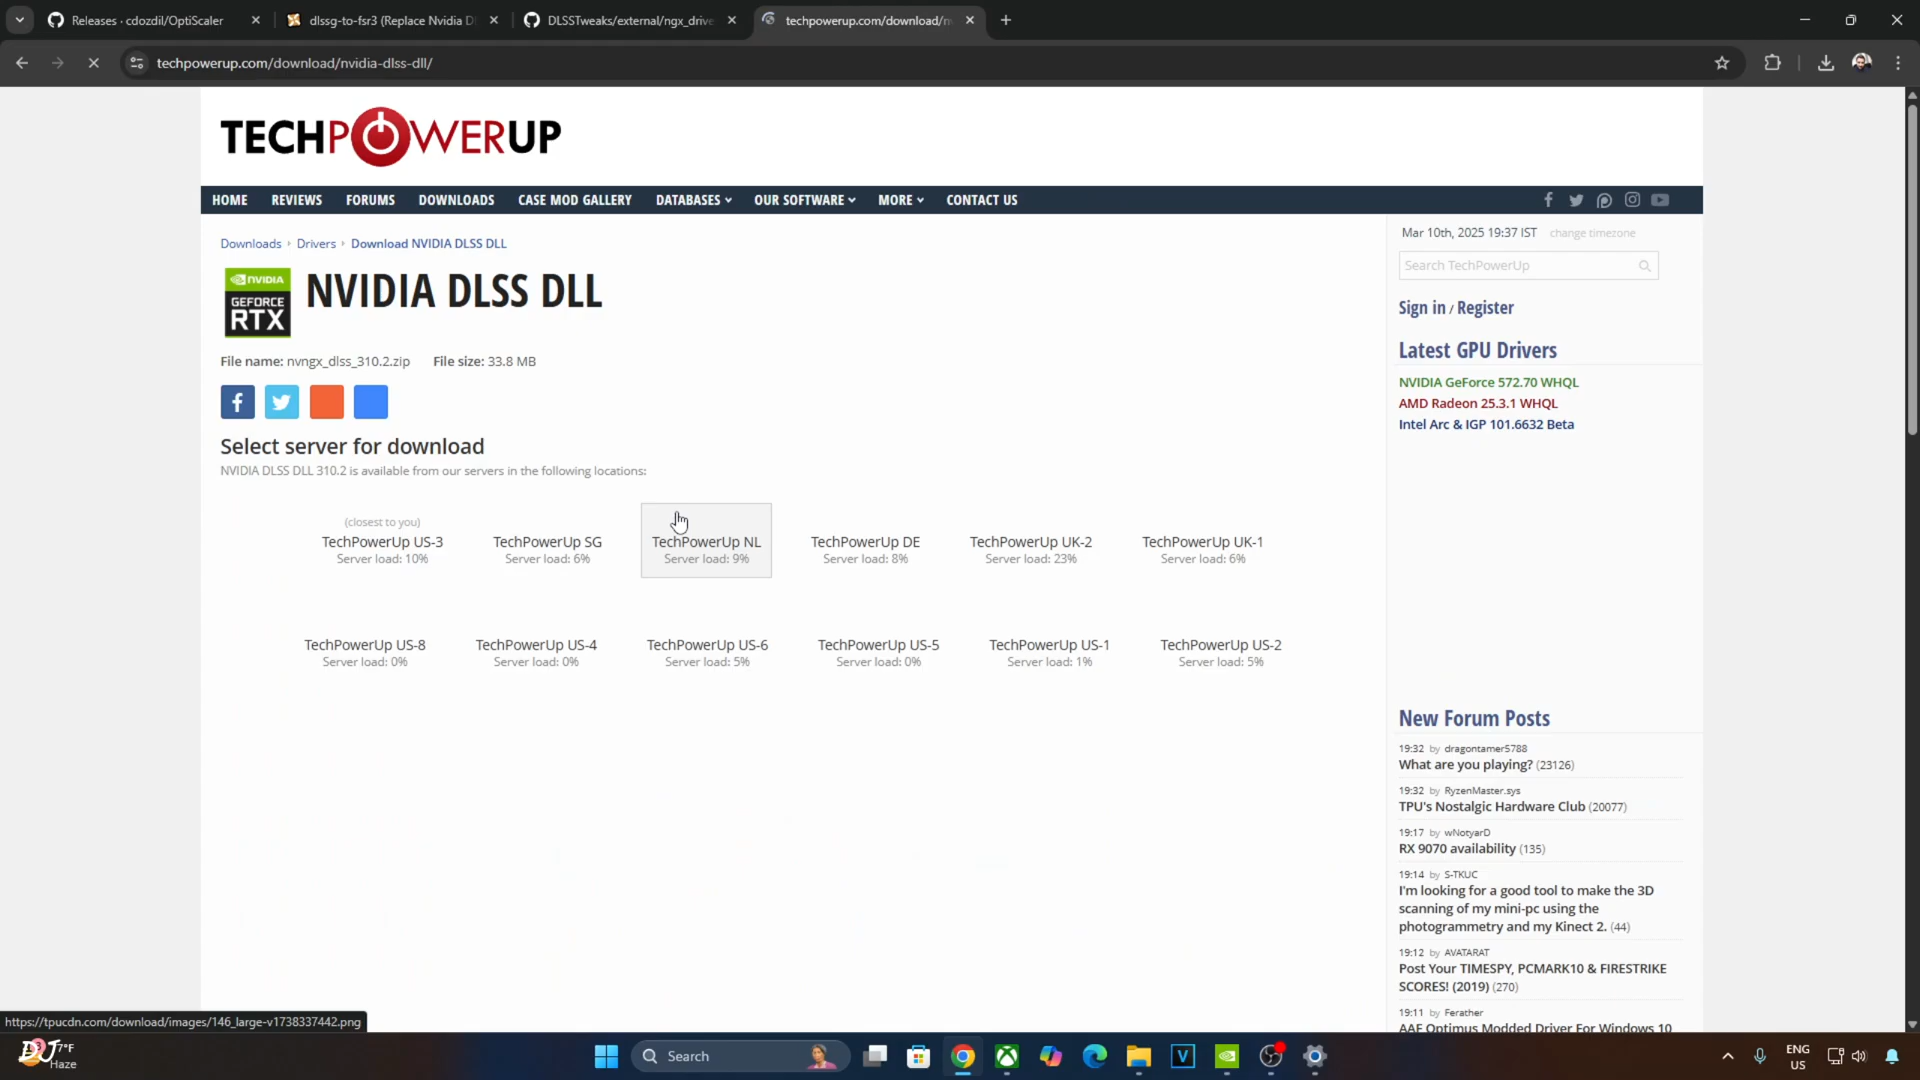 Releases · cdozdil/OptiScaler
dlssg-to-fsr3 (Replace Nvidia D
DLSSTweaks/external/ngx_drive
techpowerup.com/download/n
techpowerup.com/download/nvidia-dlss-dll/
TECHPOWERUP
HOME REVIEWS FORUMS DOWNLOADS CASE MOD GALLERY DATABASES OUR SOFTWARE MORE CONTACT US
Downloads › Drivers › Download NVIDIA DLSS DLL
NVIDIA
GEFORCE
RTX
NVIDIA DLSS DLL
File name: nvngx_dlss_310.2.zip File size: 33.8 MB
Select server for download
NVIDIA DLSS DLL 310.2 is available from our servers in the following locations:
(closest to you)
TechPowerUp US-3
Server load: 10%
TechPowerUp SG
Server load: 6%
TechPowerUp NL
Server load: 9%
TechPowerUp DE
Server load: 8%
TechPowerUp UK-2
Server load: 23%
TechPowerUp UK-1
Server load: 6%
TechPowerUp US-8
Server load: 0%
TechPowerUp US-4
Server load: 0%
TechPowerUp US-6
Server load: 5%
TechPowerUp US-5
Server load: 0%
TechPowerUp US-1
Server load: 1%
TechPowerUp US-2
Server load: 5%
Mar 10th, 2025 19:37 IST change timezone
Search TechPowerUp
Sign in / Register
Latest GPU Drivers
NVIDIA GeForce 572.70 WHQL
AMD Radeon 25.3.1 WHQL
Intel Arc & IGP 101.6632 Beta
New Forum Posts
19:32 by dragontamer5788
What are you playing? (23126)
19:32 by RyzenMaster.sys
TPU's Nostalgic Hardware Club (20077)
19:17 by wNotyarD
RX 9070 availability (135)
19:14 by S-TKUC
I'm looking for a good tool to make the 3D
scanning of my mini-pc using the
photogrammetry and my Kinect 2. (44)
19:12 by AVATARAT
Post Your TIMESPY, PCMARK10 & FIRESTRIKE
SCORES! (2019) (270)
19:11 by Ferather
AAF Optimus Modded Driver For Windows 10
https://tpucdn.com/download/images/146_large-v1738337442.png
DJ
7°F
Haze
Search
V
ENG
US